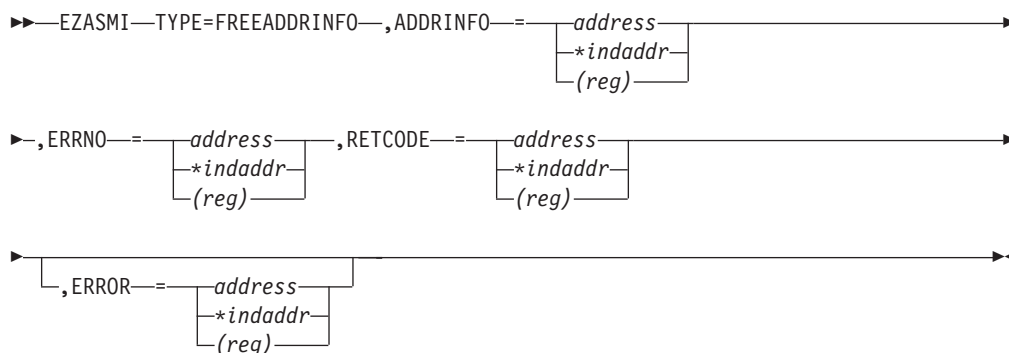 EZASMI TYPE=FREEADDRINFO ,ADDRINFO = address
*indaddr
(reg)
,ERRNO = address ,RETCODE = address
*indaddr *indaddr
(reg) (reg)
,ERROR = address
*indaddr
(reg)